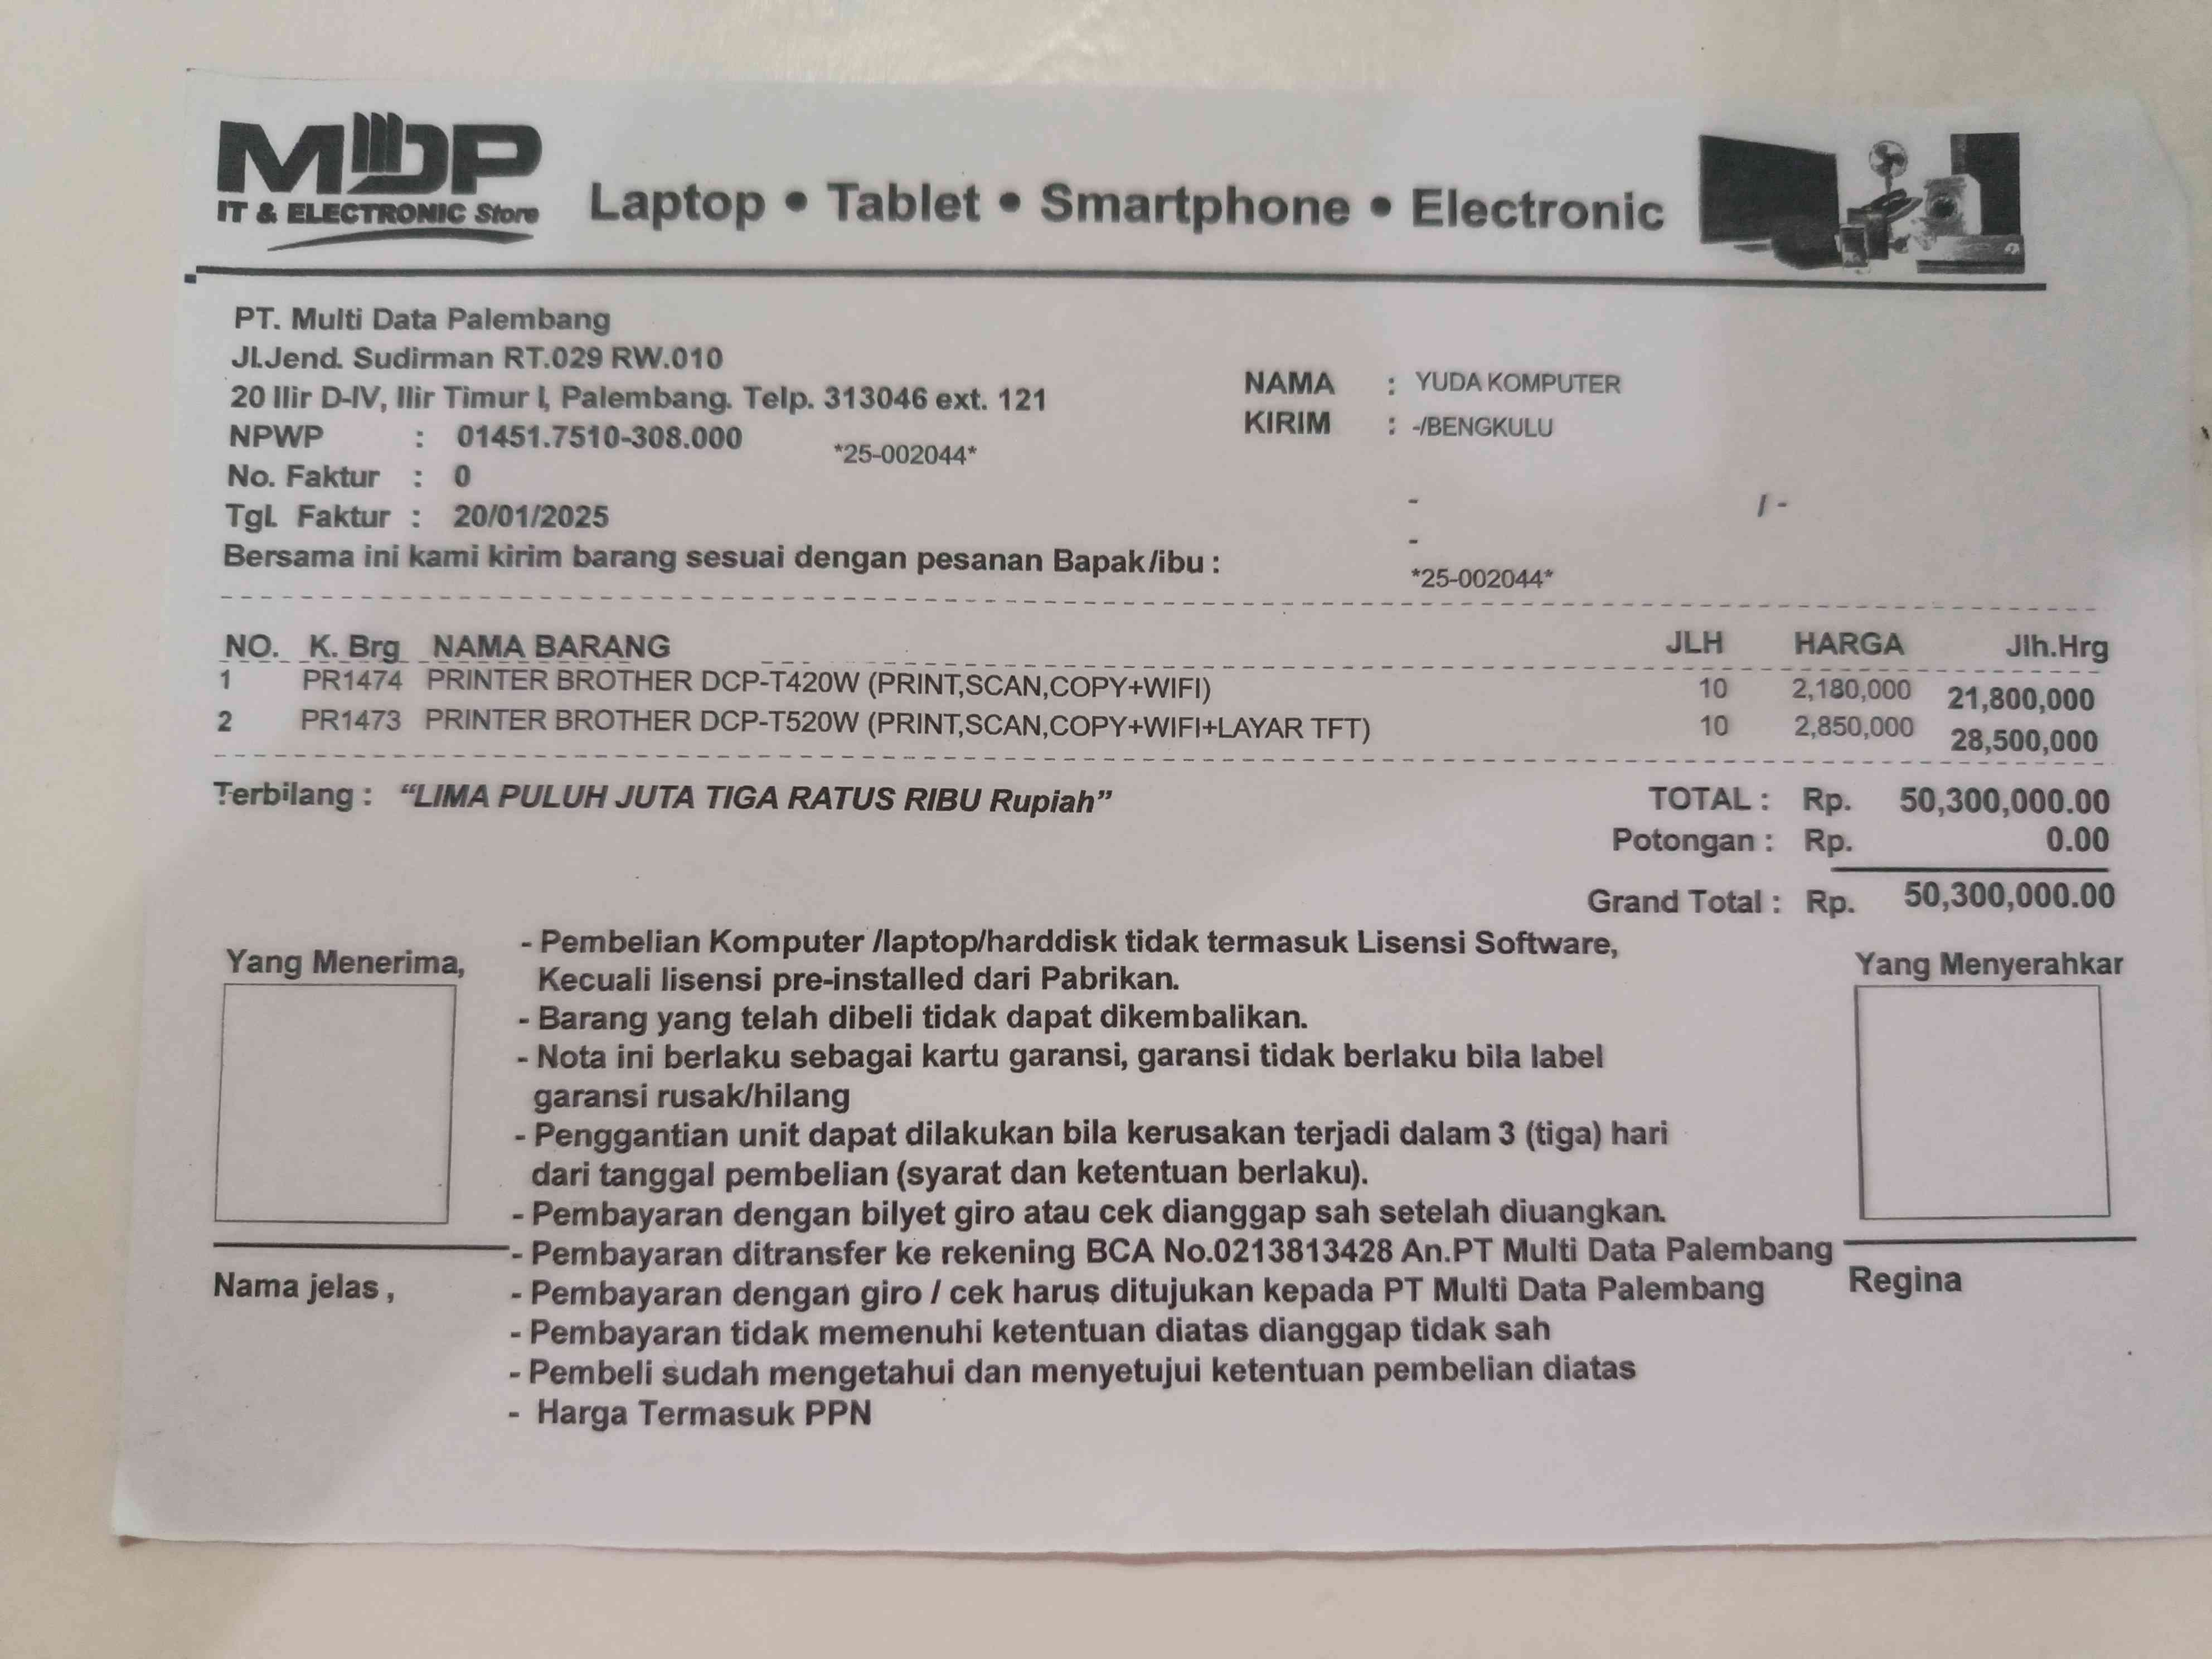 MDP
IT & ELECTRONIC Store
Laptop • Tablet • Smartphone • Electronic
PT. Multi Data Palembang
Jl.Jend. Sudirman RT.029 RW.010
20 Ilir D-IV, Ilir Timur I, Palembang. Telp. 313046 ext. 121
NPWP : 01451.7510-308.000 *25-002044*
No. Faktur : 0
Tgl. Faktur : 20/01/2025
Bersama ini kami kirim barang sesuai dengan pesanan Bapak/ibu :
NAMA : YUDA KOMPUTER
KIRIM : -/BENGKULU
- / -
-
*25-002044*
NO. K. Brg NAMA BARANG JLH HARGA Jlh.Hrg
1 PR1474 PRINTER BROTHER DCP-T420W (PRINT,SCAN,COPY+WIFI) 10 2,180,000 21,800,000
2 PR1473 PRINTER BROTHER DCP-T520W (PRINT,SCAN,COPY+WIFI+LAYAR TFT) 10 2,850,000 28,500,000
Terbilang : “LIMA PULUH JUTA TIGA RATUS RIBU Rupiah”
TOTAL : Rp. 50,300,000.00
Potongan : Rp. 0.00
Grand Total : Rp. 50,300,000.00
Yang Menerima,
- Pembelian Komputer /laptop/harddisk tidak termasuk Lisensi Software,
Kecuali lisensi pre-installed dari Pabrikan.
- Barang yang telah dibeli tidak dapat dikembalikan.
- Nota ini berlaku sebagai kartu garansi, garansi tidak berlaku bila label
garansi rusak/hilang
- Penggantian unit dapat dilakukan bila kerusakan terjadi dalam 3 (tiga) hari
dari tanggal pembelian (syarat dan ketentuan berlaku).
- Pembayaran dengan bilyet giro atau cek dianggap sah setelah diuangkan.
- Pembayaran ditransfer ke rekening BCA No.0213813428 An.PT Multi Data Palembang
- Pembayaran dengan giro / cek harus ditujukan kepada PT Multi Data Palembang
- Pembayaran tidak memenuhi ketentuan diatas dianggap tidak sah
- Pembeli sudah mengetahui dan menyetujui ketentuan pembelian diatas
- Harga Termasuk PPN
Nama jelas ,
Yang Menyerahkar
Regina